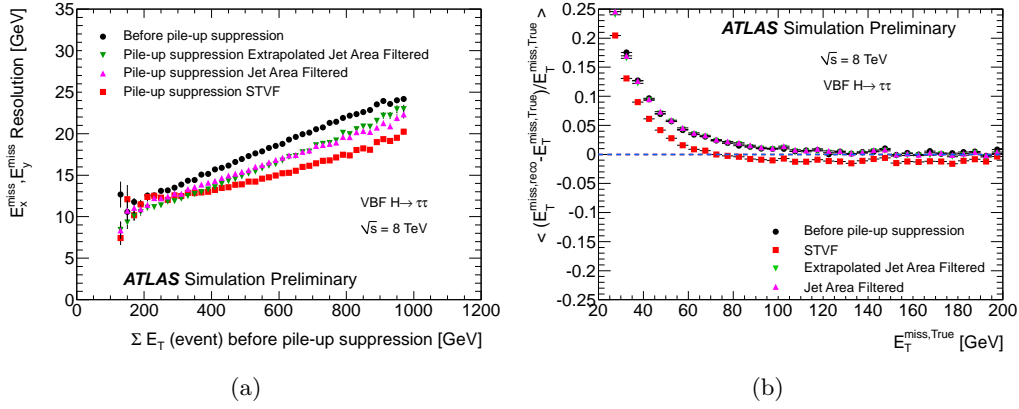 E_x^miss, E_y^miss Resolution [GeV]
35
30
25
20
15
10
5
0
Before pile-up suppression
Pile-up suppression Extrapolated Jet Area Filtered
Pile-up suppression Jet Area Filtered
Pile-up suppression STVF
VBF H→ ττ
√s = 8 TeV
ATLAS Simulation Preliminary
0 200 400 600 800 1000 1200
Σ E_T (event) before pile-up suppression [GeV]
(a)
< (E_T^miss,reco - E_T^miss,True)/E_T^miss,True >
0.25
0.2
0.15
0.1
0.05
0
-0.05
-0.1
-0.15
-0.2
-0.25
ATLAS Simulation Preliminary
√s = 8 TeV
VBF H→ ττ
Before pile-up suppression
STVF
Extrapolated Jet Area Filtered
Jet Area Filtered
20 40 60 80 100 120 140 160 180 200
E_T^miss,True [GeV]
(b)